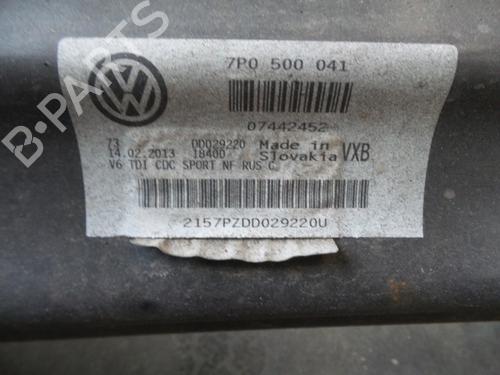 7P0 500 041
07442452
73 DD029220 Made in
14.02.2013 18400 Slovakia VXB
V6 TDI CDC SPORT NF RUS C
2157PZDD029220U
B-PARTS